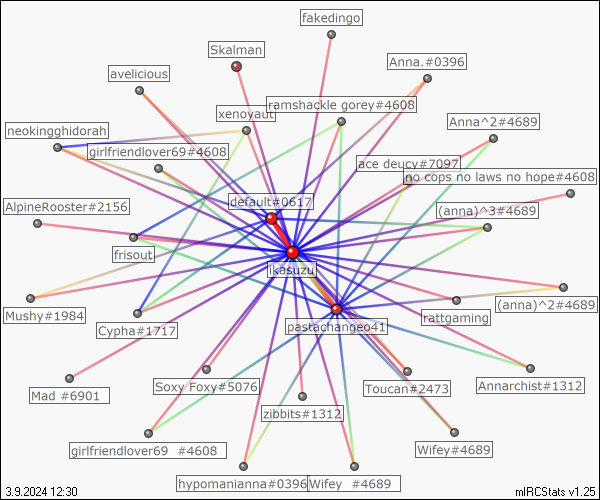 fakedingo
Skalman
Anna.#0396
avelicious
ramshackle gorey#4608
xenoyaut
Anna^2#4689
neokingghidorah
girlfriendlover69#4608
ace deucy#7097
no cops no laws no hope#4608
default#0617
AlpineRooster#2156
(anna)^3#4689
frisout
ikasuzu
(anna)^2#4689
Mushy#1984
rattgaming
Cypha#1717
pastachangeo41
Soxy Foxy#5076
Toucan#2473
Annarchist#1312
Mad #6901
zibbits#1312
girlfriendlover69 #4608
Wifey#4689
hypomanianna#0396
Wifey #4689
3.9.2024 12:30
mIRCStats v1.25